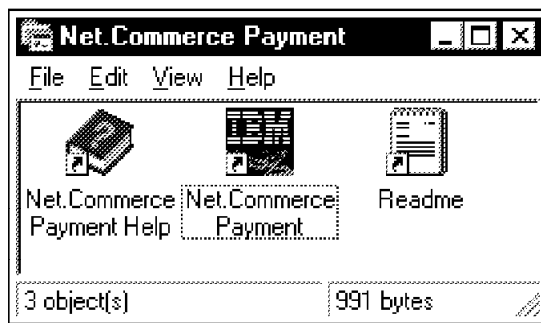 Net.Commerce Payment
File Edit View Help
IBM
Net.Commerce Payment Help
Net.Commerce Payment
Readme
3 object(s)
991 bytes